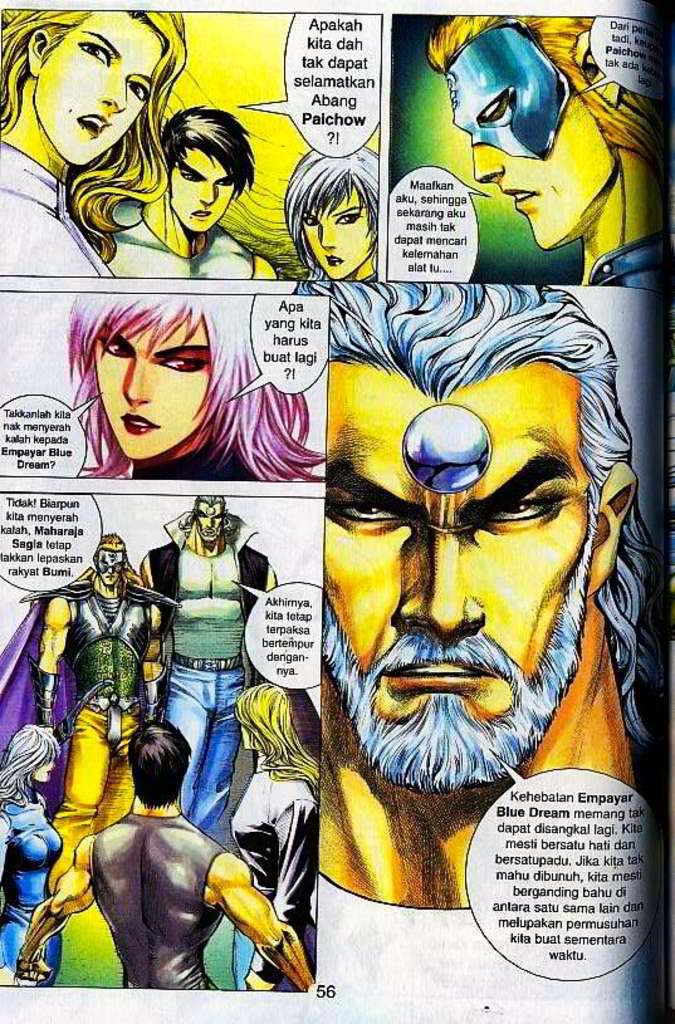 Apakah
kita dah
tak dapat
selamatkan
Abang
Paichow
?!
Dari
tadi,
Paichow
tak ada
lagi.
Maafkan
aku, sehingga
sekarang aku
masih tak
dapat mencari
kelemahan
alat tu....
Apa
yang kita
harus
buat lagi
?!
Takkanlah kita
nak menyerah
kalah kepada
Empayar Blue
Dream?
Tidak! Biarpun
kita menyerah
kalah, Maharaja
Sagla tetap
takkan lepaskan
rakyat Bumi.
Akhirnya,
kita tetap
terpaksa
bertempur
dengan-
nya.
Kehebatan Empayar
Blue Dream memang tak
dapat disangkal lagi. Kita
mesti bersatu hati dan
bersatupadu. Jika kita tak
mahu dibunuh, kita mesti
berganding bahu di
antara satu sama lain dan
melupakan permusuhan
kita buat sementara
waktu.
56